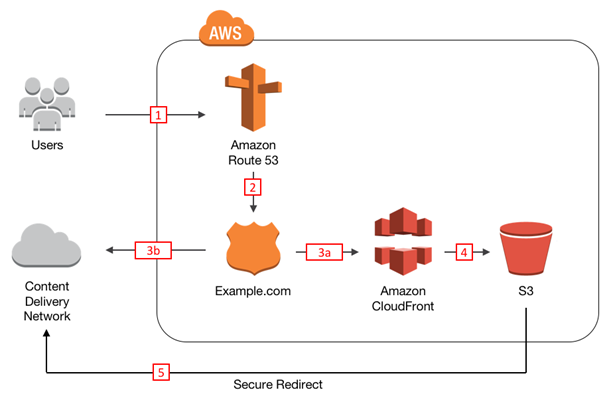 AWS
Users
1
Amazon
Route 53
2
3b
3a
4
Content
Delivery
Network
Example.com
Amazon
CloudFront
S3
5
Secure Redirect